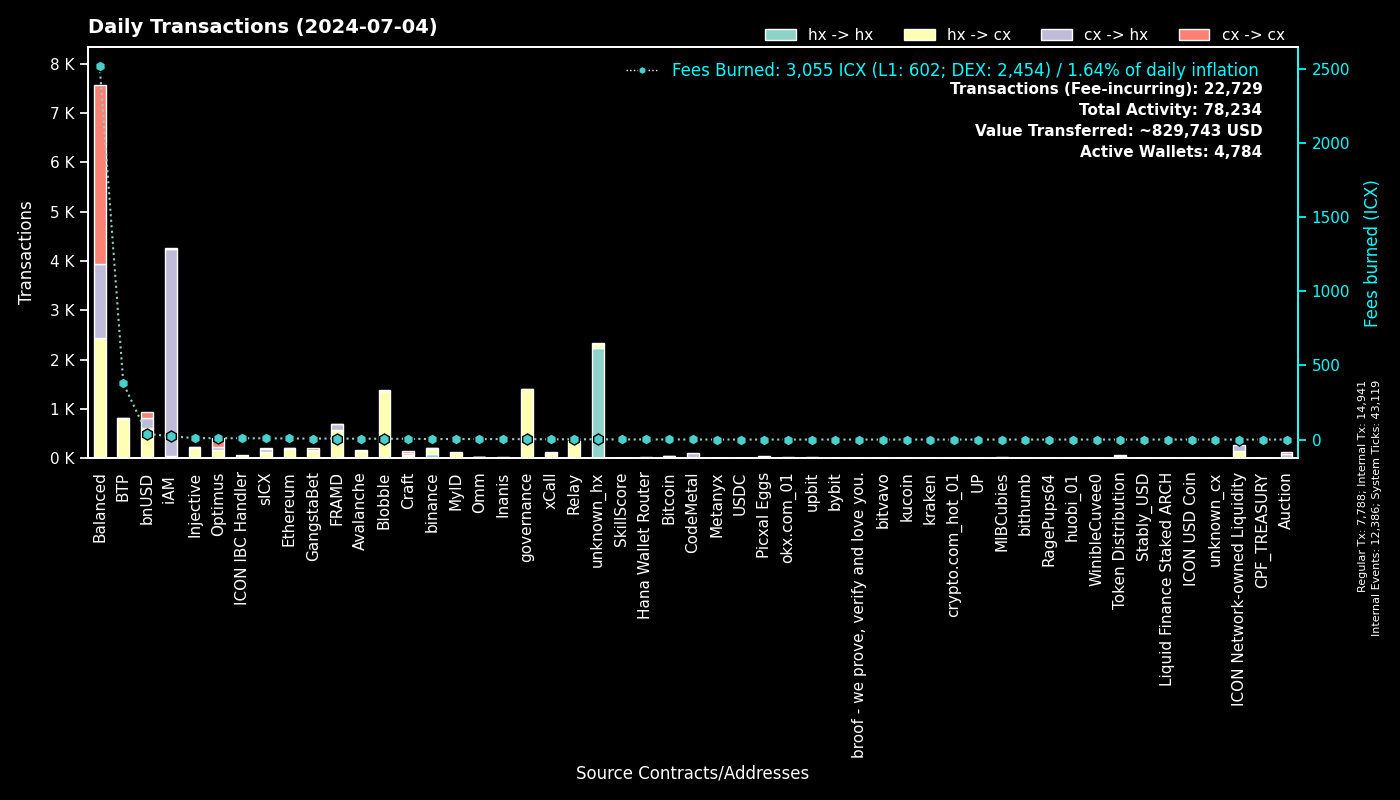 Daily Transactions (2024-07-04)
hx -> hx
hx -> cx
cx -> hx
cx -> cx
Fees Burned: 3,055 ICX (L1: 602; DEX: 2,454) / 1.64% of daily inflation
Transactions (Fee-incurring): 22,729
Total Activity: 78,234
Value Transferred: ~829,743 USD
Active Wallets: 4,784
Transactions
8 K
7 K
6 K
5 K
4 K
3 K
2 K
1 K
0 K
2500
2000
1500
1000
500
0
Fees burned (ICX)
Regular Tx: 7,788; Internal Tx: 14,941
Internal Events: 12,386; System Ticks: 43,119
Balanced
BTP
bnUSD
iAM
Injective
Optimus
ICON IBC Handler
sICX
Ethereum
GangstaBet
FRAMD
Avalanche
Blobble
Craft
binance
MyID
Omm
Inanis
governance
xCall
Relay
unknown_hx
SkillScore
Hana Wallet Router
Bitcoin
CodeMetal
Metanyx
USDC
Picxal Eggs
okx.com_01
upbit
bybit
broof - we prove, verify and love you.
bitvavo
kucoin
kraken
crypto.com_hot_01
UP
MIBCubies
bithumb
RagePups64
huobi_01
WinibleCuvee0
Token Distribution
Stably_USD
Liquid Finance Staked ARCH
ICON USD Coin
unknown_cx
ICON Network-owned Liquidity
CPF_TREASURY
Auction
Source Contracts/Addresses